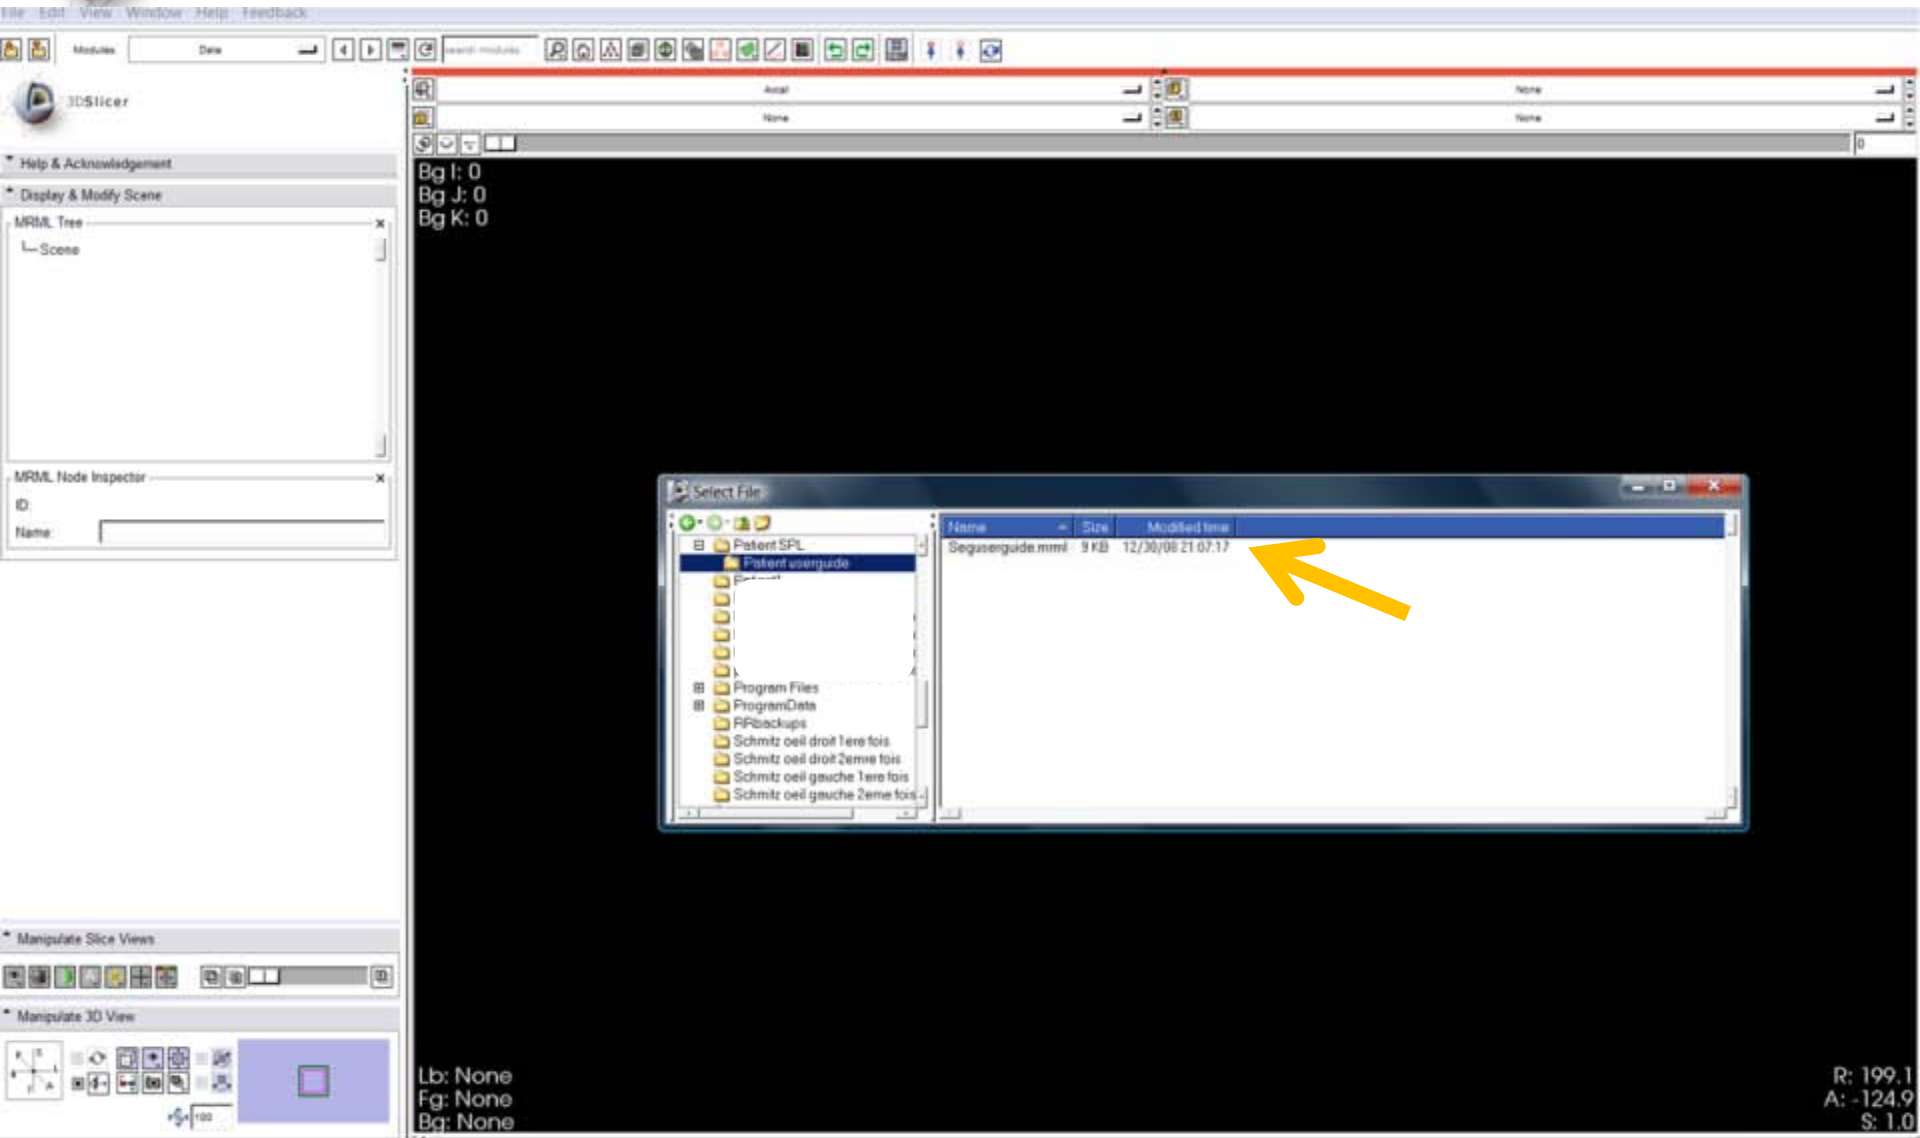 File Edit View Window Help Feedback
Modules Data search modules
3DSlicer
Axial None
None None
0
Help & Acknowledgement
Display & Modify Scene
MRML Tree
Scene
Bg I: 0
Bg J: 0
Bg K: 0
MRML Node Inspector
ID:
Name:
Select File
Name Size Modified time
Patient SPL
Patient userguide
Seguserguide.mrml 9 KB 12/30/08 21:07:17
Program Files
ProgramData
RRbackups
Schmitz oeil droit 1ere fois
Schmitz oeil droit 2eme fois
Schmitz oeil gauche 1ere fois
Schmitz oeil gauche 2eme fois
Manipulate Slice Views
Manipulate 3D View
100
Lb: None
Fg: None
Bg: None
R: 199.1
A: -124.9
S: 1.0